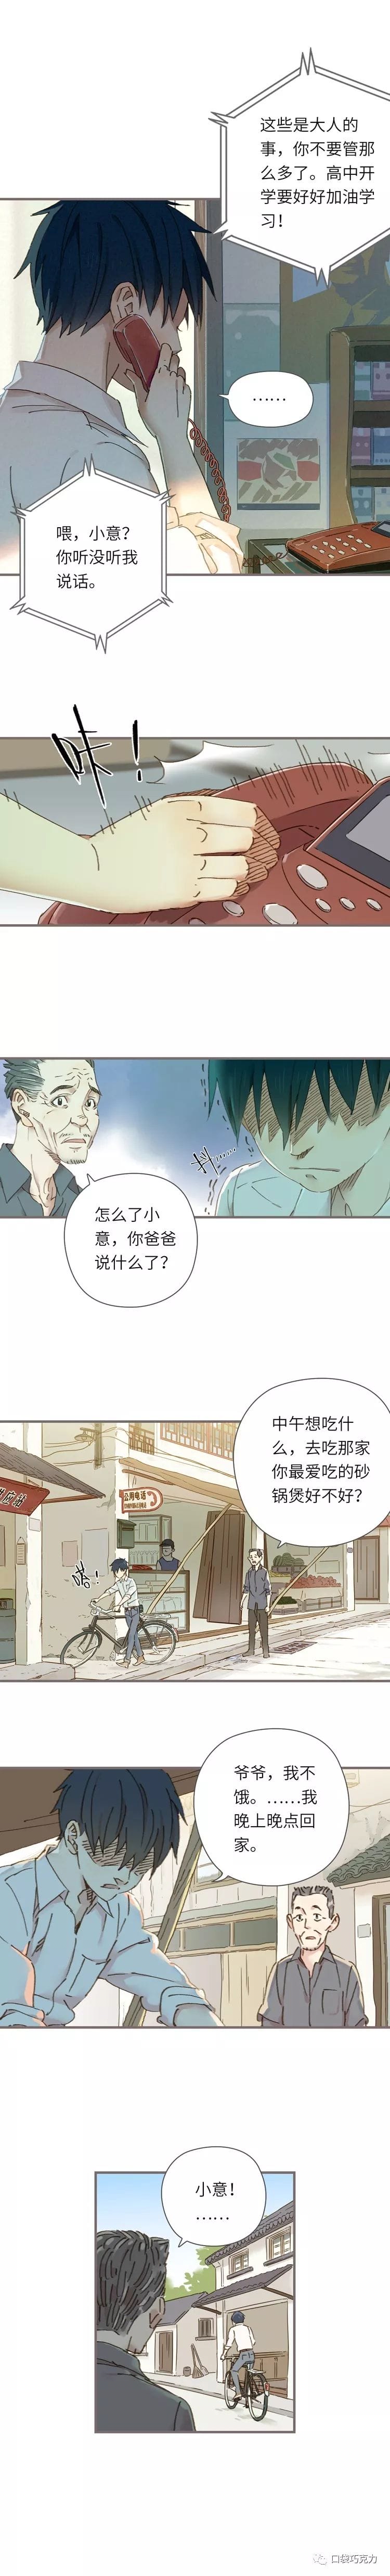 这些是大人的
事，你不要管那
么多了。高中开
学要好好加油学
习！
……
喂，小意？
你听没听我
说话。
咔！
抖……
怎么了小
意，你爸爸
说什么了？
中午想吃什
么，去吃那家
你最爱吃的砂
锅煲好不好？
公用电话
爷爷，我不
饿。……我
晚上晚点回
家。
小意！
……
口袋巧克力